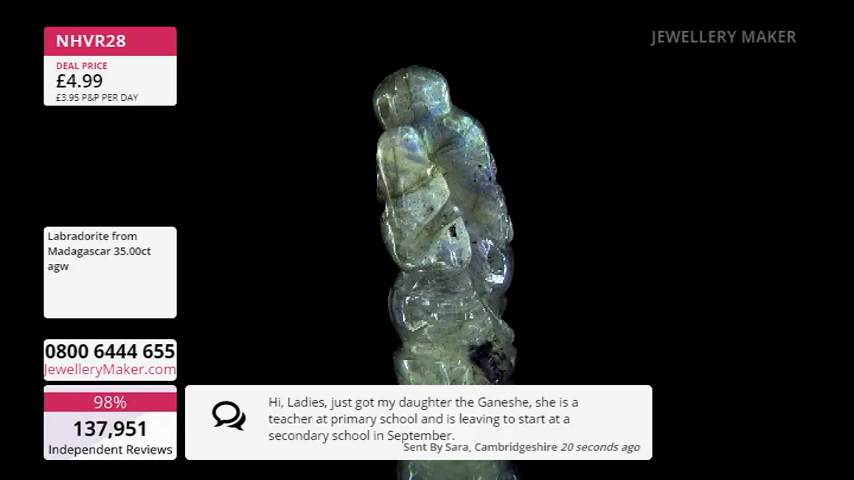 NHVR28
DEAL PRICE
£4.99
£3.95 P&P PER DAY
JEWELLERY MAKER
Labradorite from
Madagascar 35.00ct
agw
0800 6444 655
JewelleryMaker.com
98%
137,951
Independent Reviews
Hi, Ladies, just got my daughter the Ganeshe, she is a
teacher at primary school and is leaving to start at a
secondary school in September.
Sent By Sara, Cambridgeshire 20 seconds ago